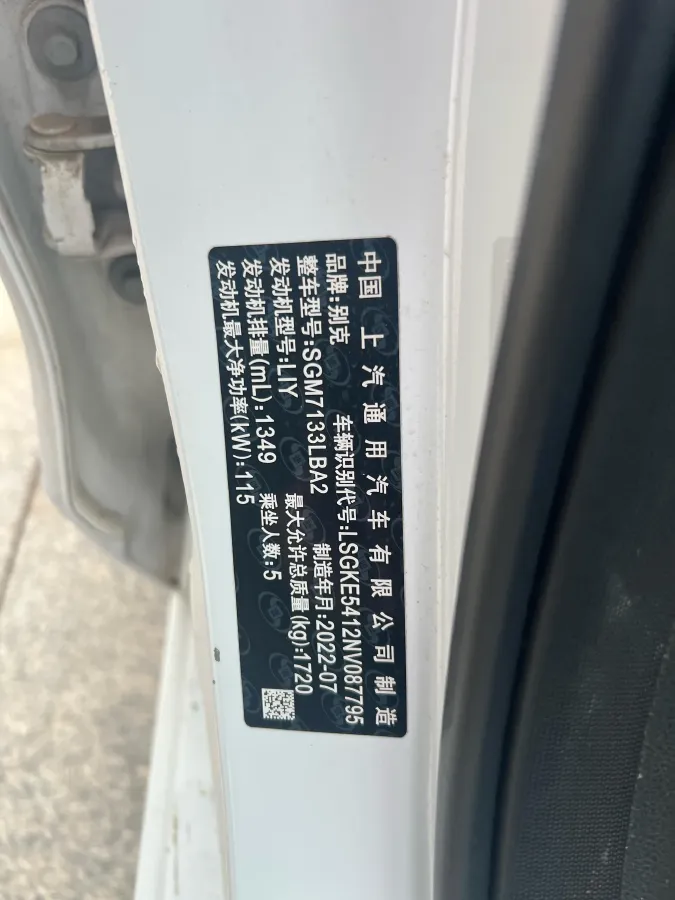 中国 上汽通用汽车有限公司制造
品牌:别克 车辆识别代号:LSGKE5412NV087795
整车型号:SGM7133LBA2 制造年月:2022-07
发动机型号:LIY 最大允许总质量(kg):1720
发动机排量(mL):1349 乘坐人数:5
发动机最大净功率(kW):115